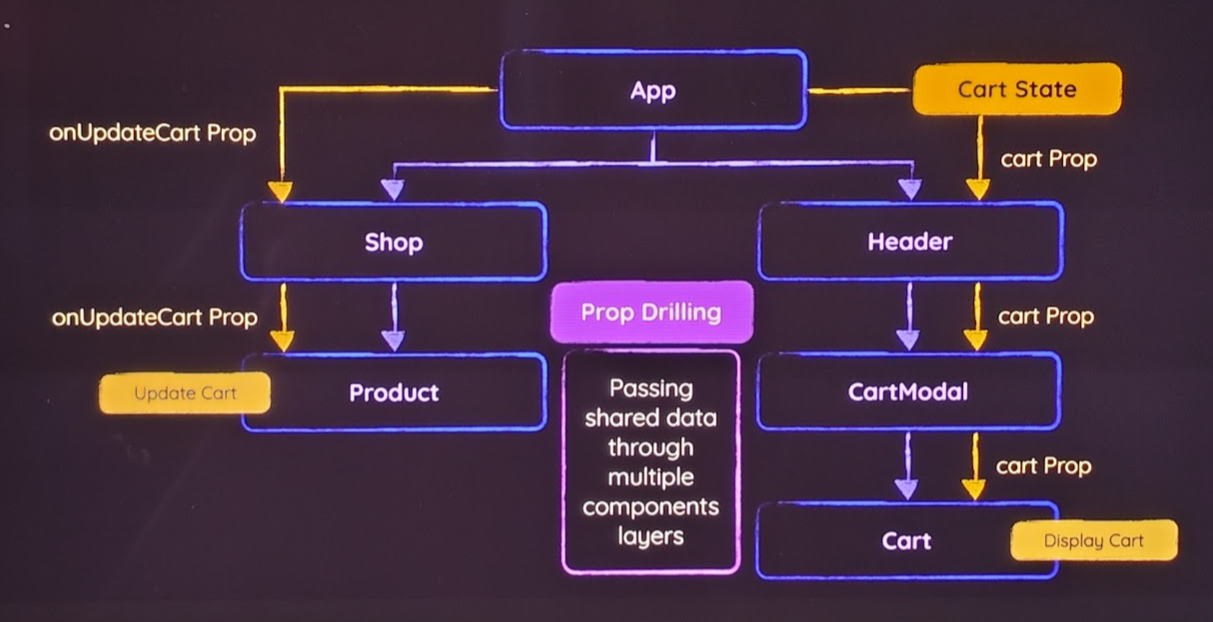 App
Cart State
onUpdateCart Prop
cart Prop
Shop
Header
onUpdateCart Prop
Prop Drilling
cart Prop
Update Cart
Product
Passing
shared data
through
multiple
components
layers
CartModal
cart Prop
Cart
Display Cart